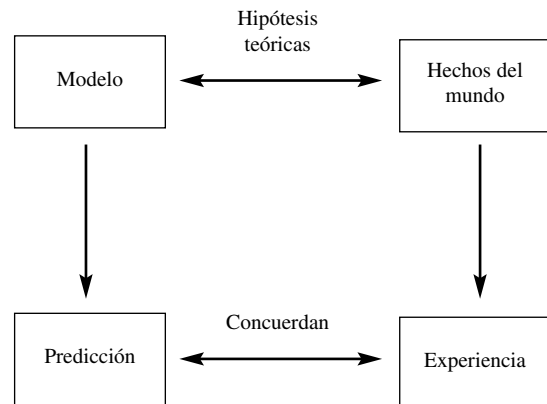 Hipótesis
teóricas
Modelo
Hechos del
mundo
Concuerdan
Predicción
Experiencia